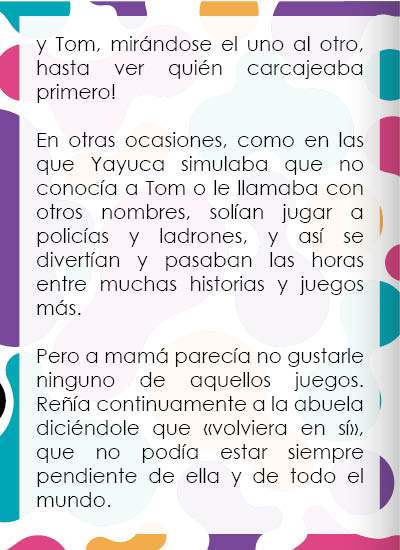 y Tom, mirándose el uno al otro,
hasta ver quién carcajeaba
primero!
En otras ocasiones, como en las
que Yayuca simulaba que no
conocía a Tom o le llamaba con
otros nombres, solían jugar a
policías y ladrones, y así se
divertían y pasaban las horas
entre muchas historias y juegos
más.
Pero a mamá parecía no gustarle
ninguno de aquellos juegos.
Reñía continuamente a la abuela
diciéndole que «volviera en sí»,
que no podía estar siempre
pendiente de ella y de todo el
mundo.